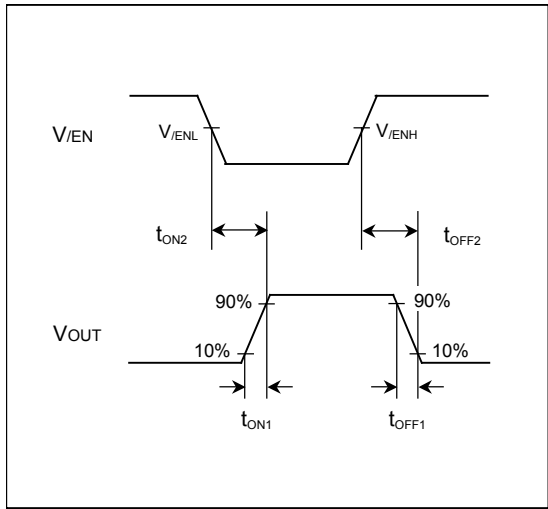 V/EN
V/ENL
V/ENH
tON2
tOFF2
VOUT
90%
90%
10%
10%
tON1
tOFF1